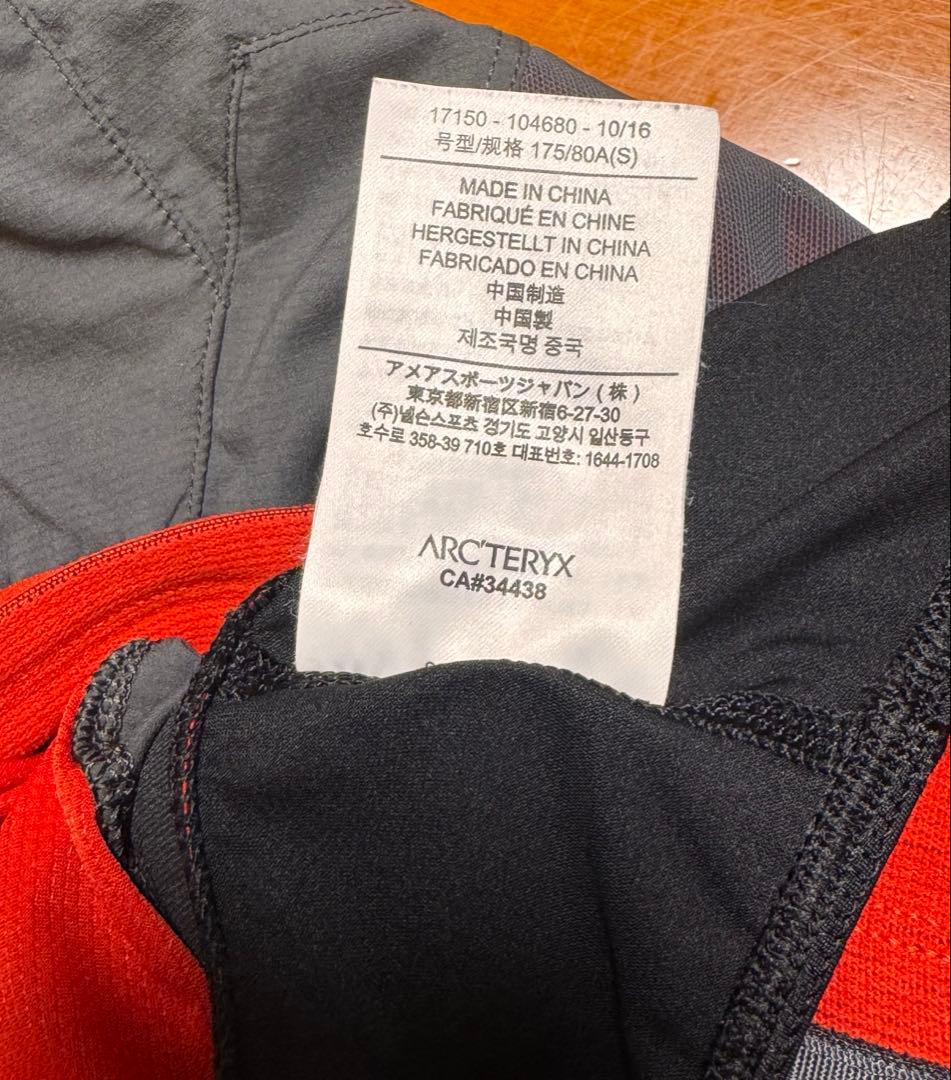 17150 - 104680 - 10/16
号型/规格 175/80A(S)
MADE IN CHINA
FABRIQUÉ EN CHINE
HERGESTELLT IN CHINA
FABRICADO EN CHINA
中国制造
中国製
제조국명 중국
アメアスポーツジャパン ( 株 )
東京都新宿区新宿6-27-30
(주)넬슨스포츠 경기도 고양시 일산동구
호수로 358-39 710호 대표번호: 1644-1708
ARC'TERYX
CA#34438